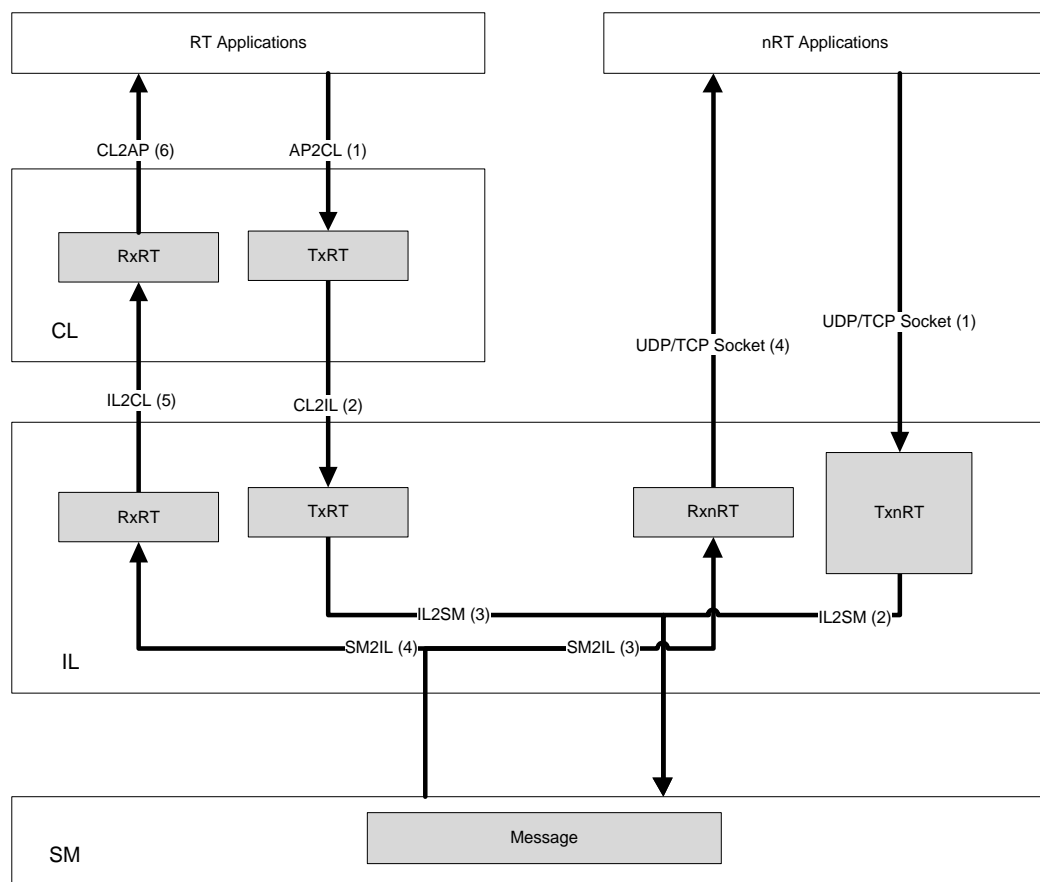 RT Applications
nRT Applications
CL2AP (6)
AP2CL (1)
RxRT
TxRT
CL
UDP/TCP Socket (4)
UDP/TCP Socket (1)
IL2CL (5)
CL2IL (2)
RxRT
TxRT
RxnRT
TxnRT
IL2SM (3)
IL2SM (2)
SM2IL (4)
SM2IL (3)
IL
Message
SM